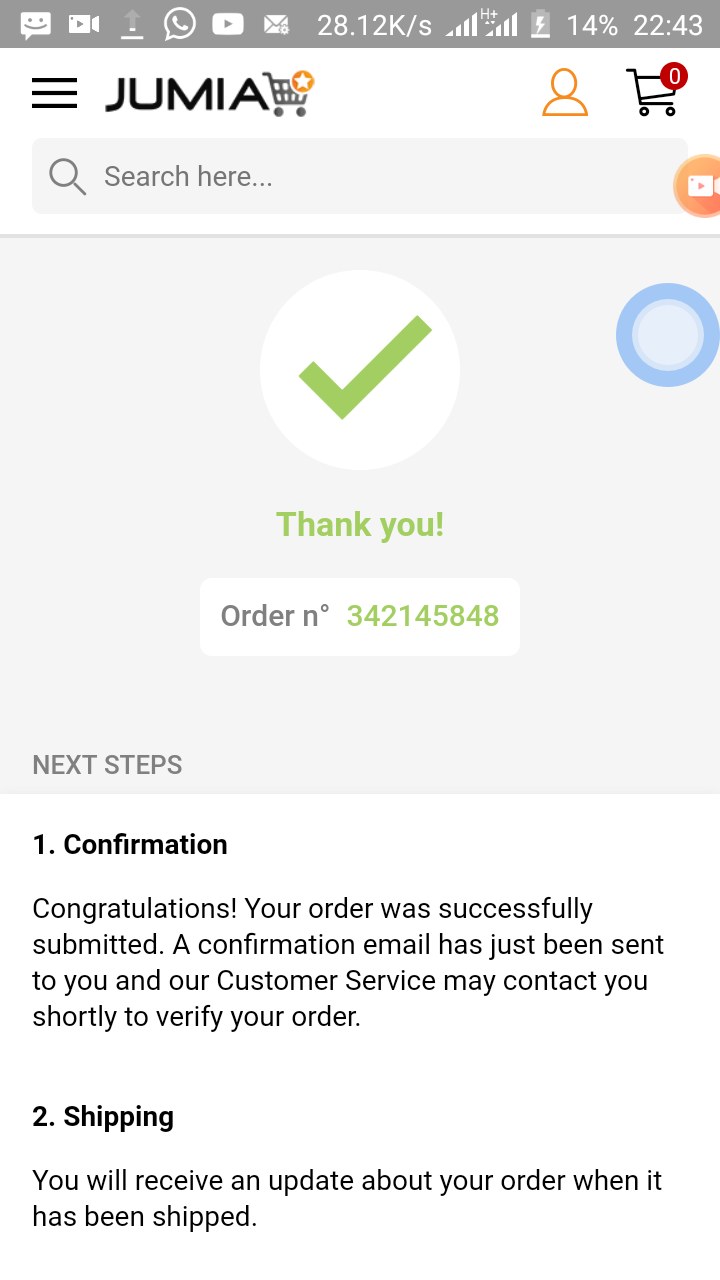 28.12K/s H+ 14% 22:43
JUMIA 0
Search here...
Thank you!
Order n° 342145848
NEXT STEPS
1. Confirmation
Congratulations! Your order was successfully
submitted. A confirmation email has just been sent
to you and our Customer Service may contact you
shortly to verify your order.
2. Shipping
You will receive an update about your order when it
has been shipped.